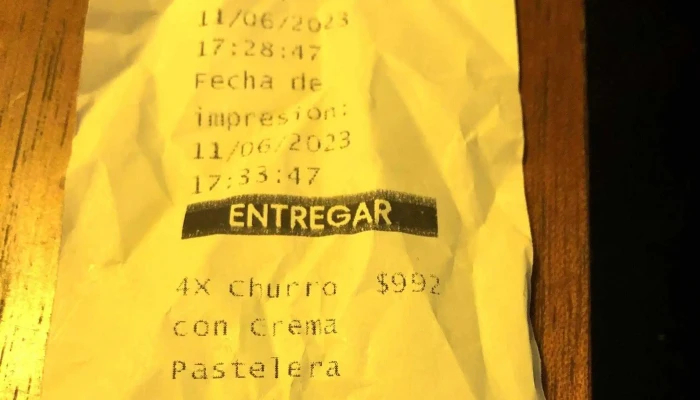 11/06/2023
17:28:47
Fecha de
impresion:
11/06/2023
17:33:47
ENTREGAR
4X Churro $992
con Crema
Pastelera